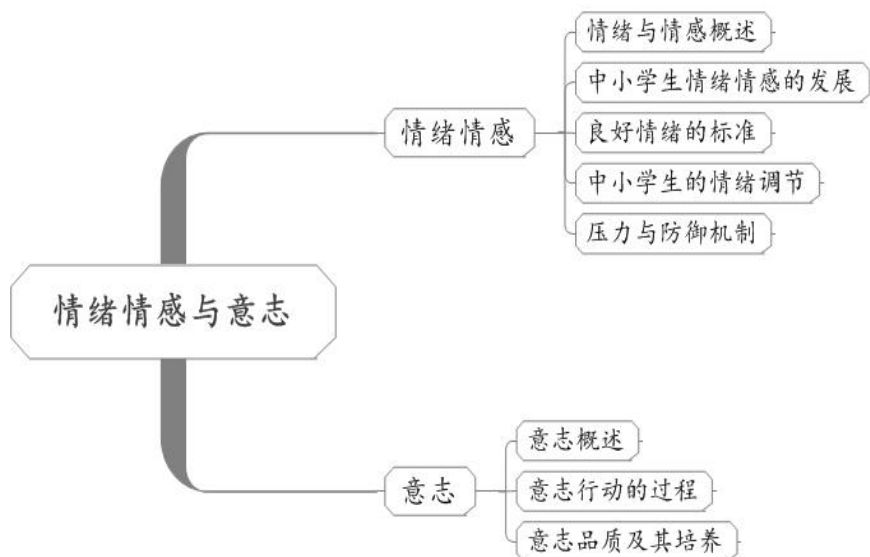 情绪情感与意志
情绪情感
情绪与情感概述
中小学生情绪情感的发展
良好情绪的标准
中小学生的情绪调节
压力与防御机制
意志
意志概述
意志行动的过程
意志品质及其培养